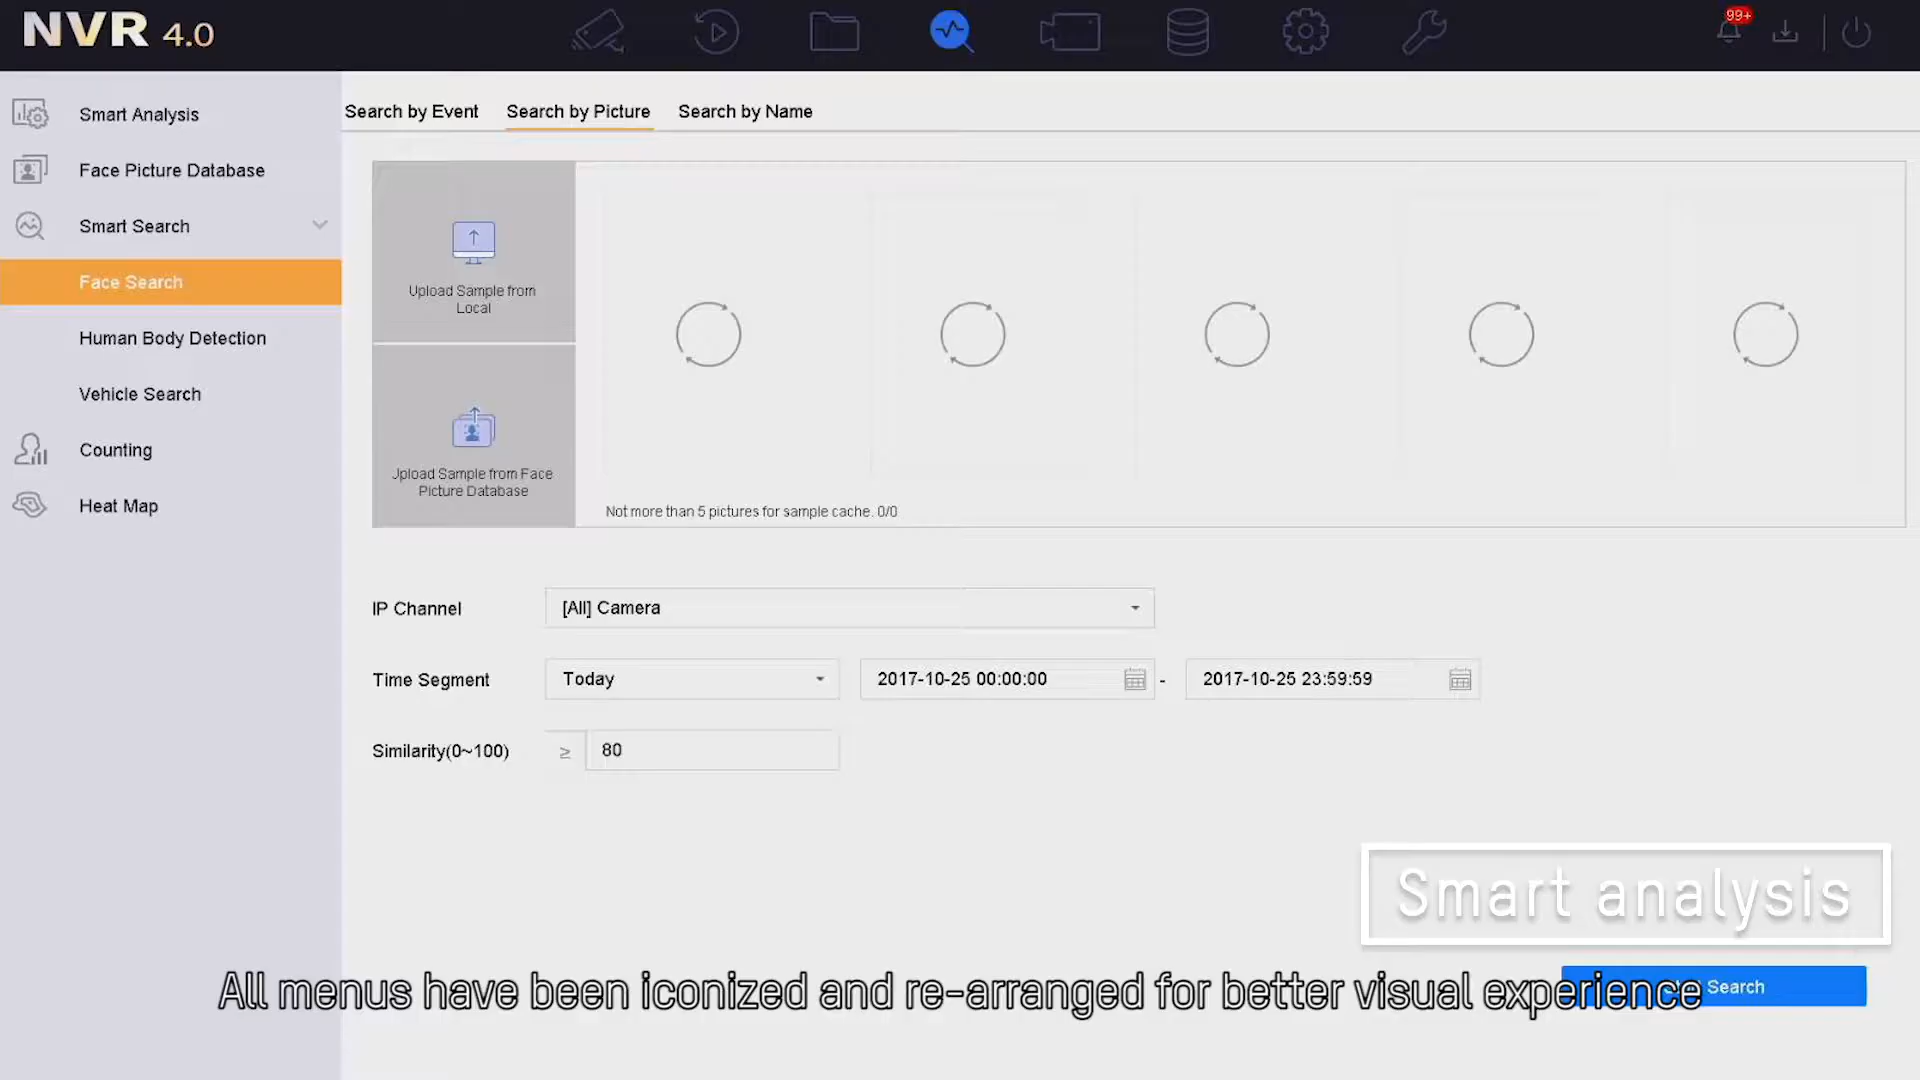 NVR 4.0
99+
Smart Analysis
Face Picture Database
Smart Search
Face Search
Human Body Detection
Vehicle Search
Counting
Heat Map
Search by Event Search by Picture Search by Name
Upload Sample from
Local
Upload Sample from Face
Picture Database
Not more than 5 pictures for sample cache. 0/0
IP Channel [All] Camera
Time Segment Today 2017-10-25 00:00:00 - 2017-10-25 23:59:59
Similarity(0~100) ≥ 80
Smart analysis
Search
All menus have been iconized and re-arranged for better visual experience